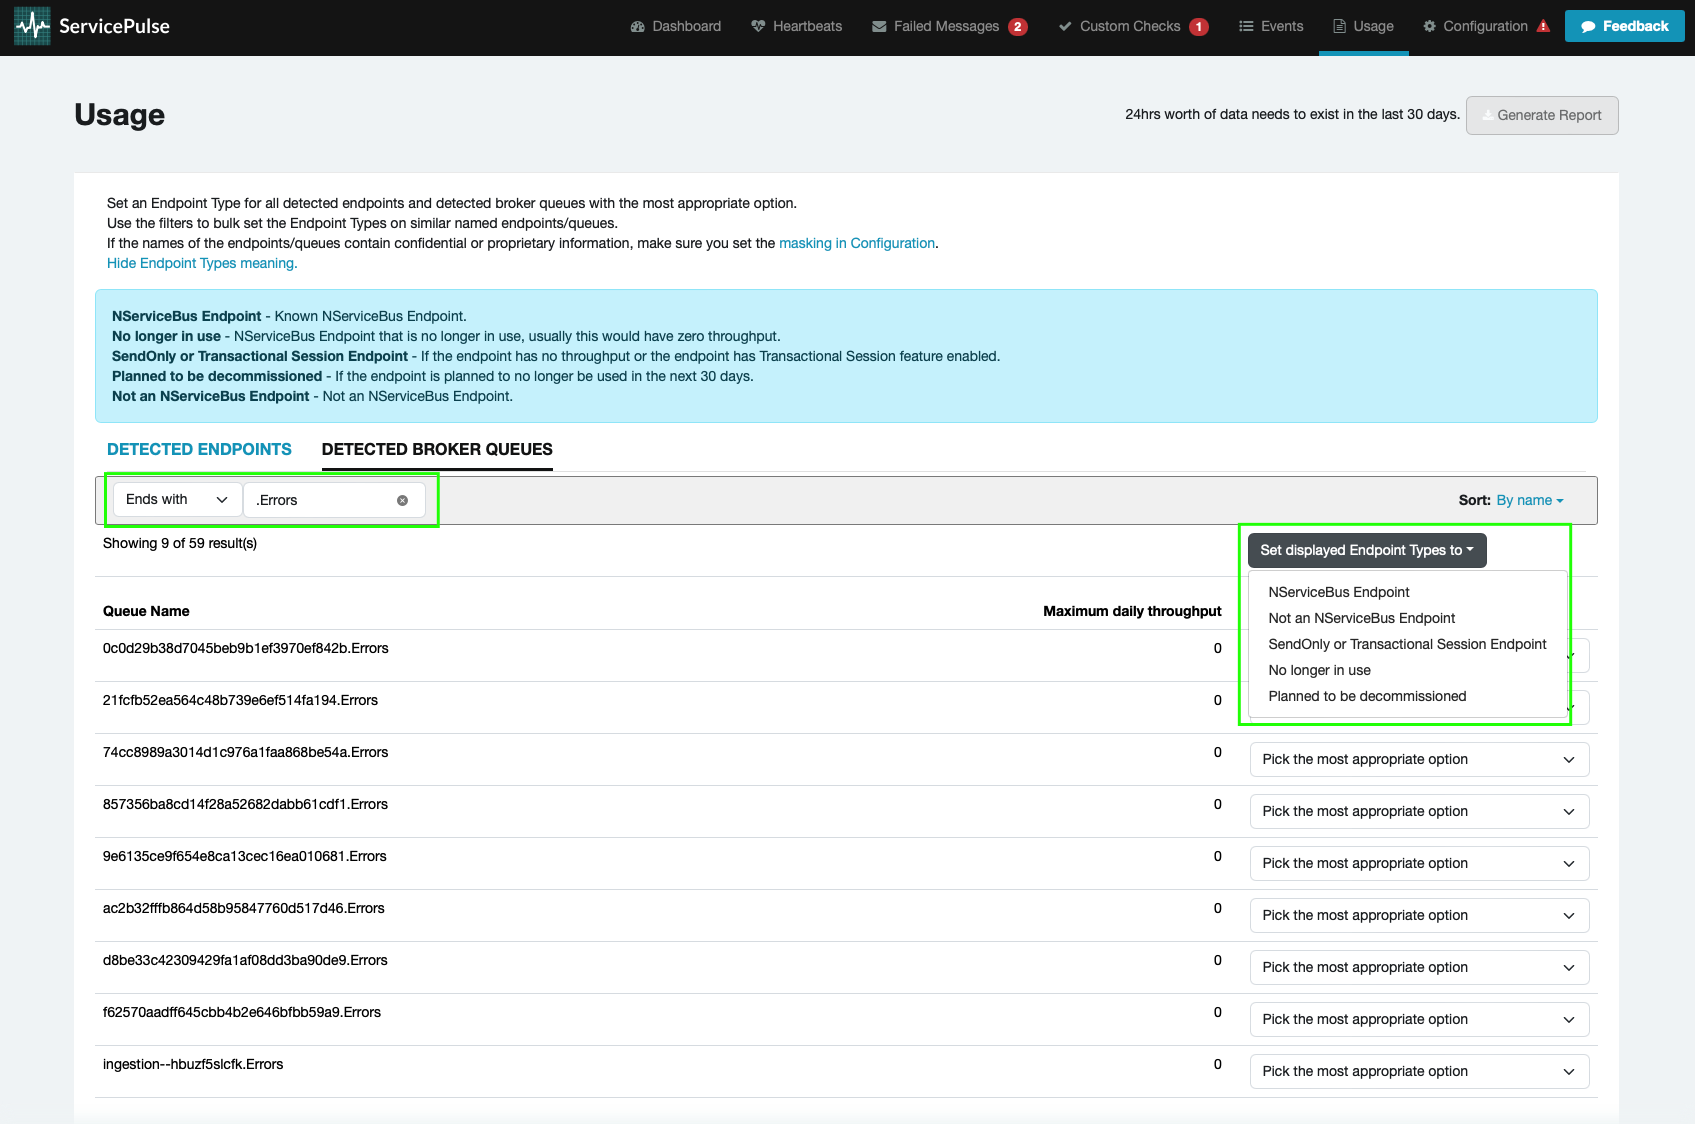 ServicePulse
Dashboard
Heartbeats
Failed Messages 2
Custom Checks 1
Events
Usage
Configuration
Feedback
Usage
24hrs worth of data needs to exist in the last 30 days.
Generate Report
Set an Endpoint Type for all detected endpoints and detected broker queues with the most appropriate option.
Use the filters to bulk set the Endpoint Types on similar named endpoints/queues.
If the names of the endpoints/queues contain confidential or proprietary information, make sure you set the masking in Configuration.
Hide Endpoint Types meaning.
NServiceBus Endpoint - Known NServiceBus Endpoint.
No longer in use - NServiceBus Endpoint that is no longer in use, usually this would have zero throughput.
SendOnly or Transactional Session Endpoint - If the endpoint has no throughput or the endpoint has Transactional Session feature enabled.
Planned to be decommissioned - If the endpoint is planned to no longer be used in the next 30 days.
Not an NServiceBus Endpoint - Not an NServiceBus Endpoint.
DETECTED ENDPOINTS
DETECTED BROKER QUEUES
Ends with
.Errors
Sort: By name
Showing 9 of 59 result(s)
Set displayed Endpoint Types to
NServiceBus Endpoint
Not an NServiceBus Endpoint
SendOnly or Transactional Session Endpoint
No longer in use
Planned to be decommissioned
Queue Name
Maximum daily throughput
0c0d29b38d7045beb9b1ef3970ef842b.Errors
0
21fcfb52ea564c48b739e6ef514fa194.Errors
0
74cc8989a3014d1c976a1faa868be54a.Errors
0
Pick the most appropriate option
857356ba8cd14f28a52682dabb61cdf1.Errors
0
Pick the most appropriate option
9e6135ce9f654e8ca13cec16ea010681.Errors
0
Pick the most appropriate option
ac2b32fffb864d58b95847760d517d46.Errors
0
Pick the most appropriate option
d8be33c42309429fa1af08dd3ba90de9.Errors
0
Pick the most appropriate option
f62570aadff645cbb4b2e646bfbb59a9.Errors
0
Pick the most appropriate option
ingestion--hbuzf5slcfk.Errors
0
Pick the most appropriate option